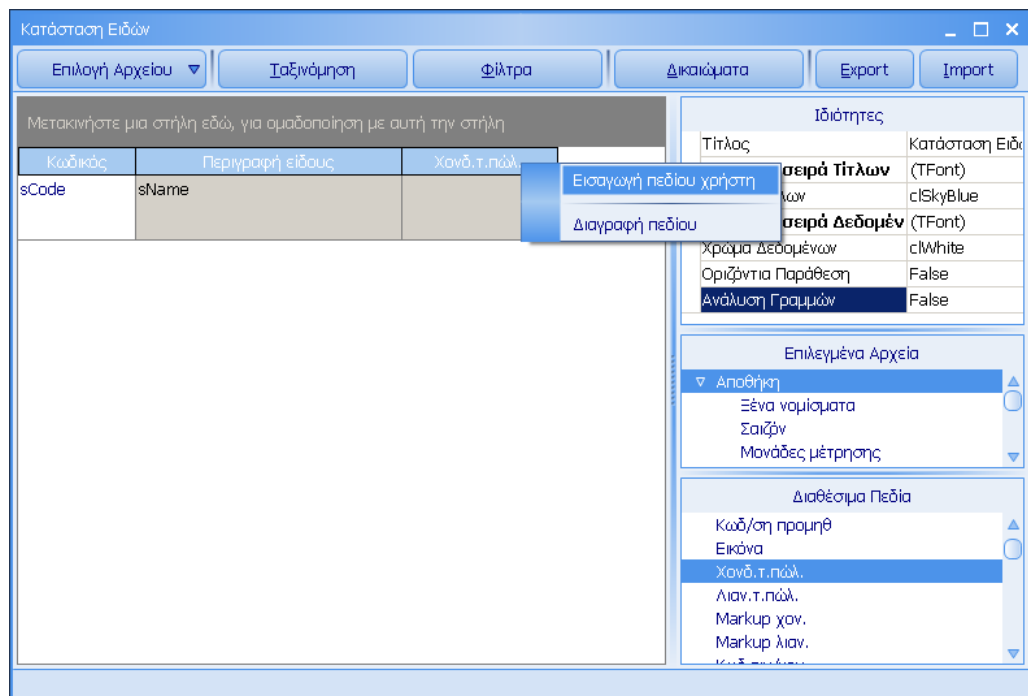 Κατάσταση Ειδών
Επιλογή Αρχείου Ταξινόμηση Φίλτρα Δικαιώματα Export Import
Μετακινήστε μια στήλη εδώ, για ομαδοποίηση με αυτή την στήλη
Κωδικός Περιγραφή είδους Χονδ.τ.πώλ.
sCode sName
Εισαγωγή πεδίου χρήστη
Διαγραφή πεδίου
Ιδιότητες
Τίτλος Κατάσταση Ειδ
σειρά Τίτλων (TFont)
clSkyBlue
σειρά Δεδομέν (TFont)
Χρώμα Δεδομένων clWhite
Οριζόντια Παράθεση False
Ανάλυση Γραμμών False
Επιλεγμένα Αρχεία
Αποθήκη
Ξένα νομίσματα
Σαιζόν
Μονάδες μέτρησης
Διαθέσιμα Πεδία
Κωδ/ση προμηθ
Εικόνα
Χονδ.τ.πώλ.
Λιαν.τ.πώλ.
Markup χον.
Markup λιαν.